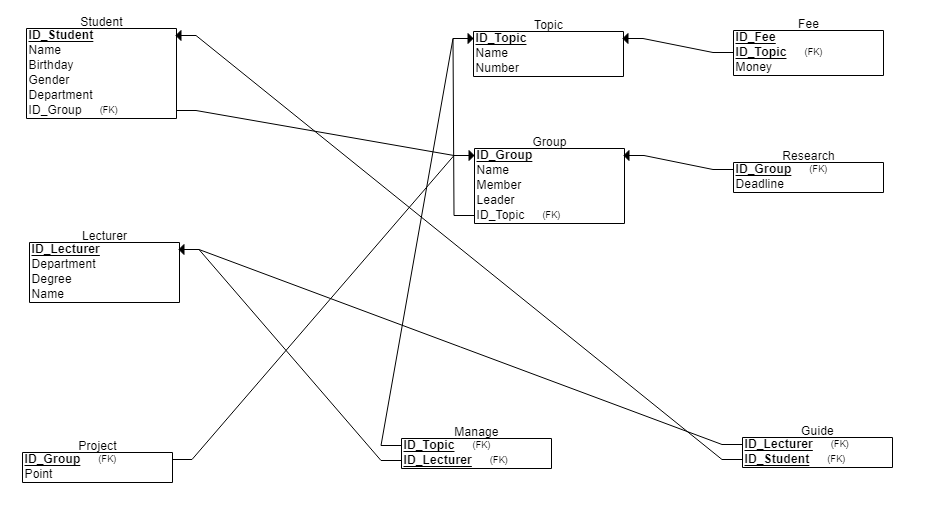 Student
ID_Student
Name
Birthday
Gender
Department
ID_Group (FK)
Topic
ID_Topic
Name
Number
Fee
ID_Fee
ID_Topic (FK)
Money
Group
ID_Group
Name
Member
Leader
ID_Topic (FK)
Research
ID_Group (FK)
Deadline
Lecturer
ID_Lecturer
Department
Degree
Name
Project
ID_Group (FK)
Point
Manage
ID_Topic (FK)
ID_Lecturer (FK)
Guide
ID_Lecturer (FK)
ID_Student (FK)